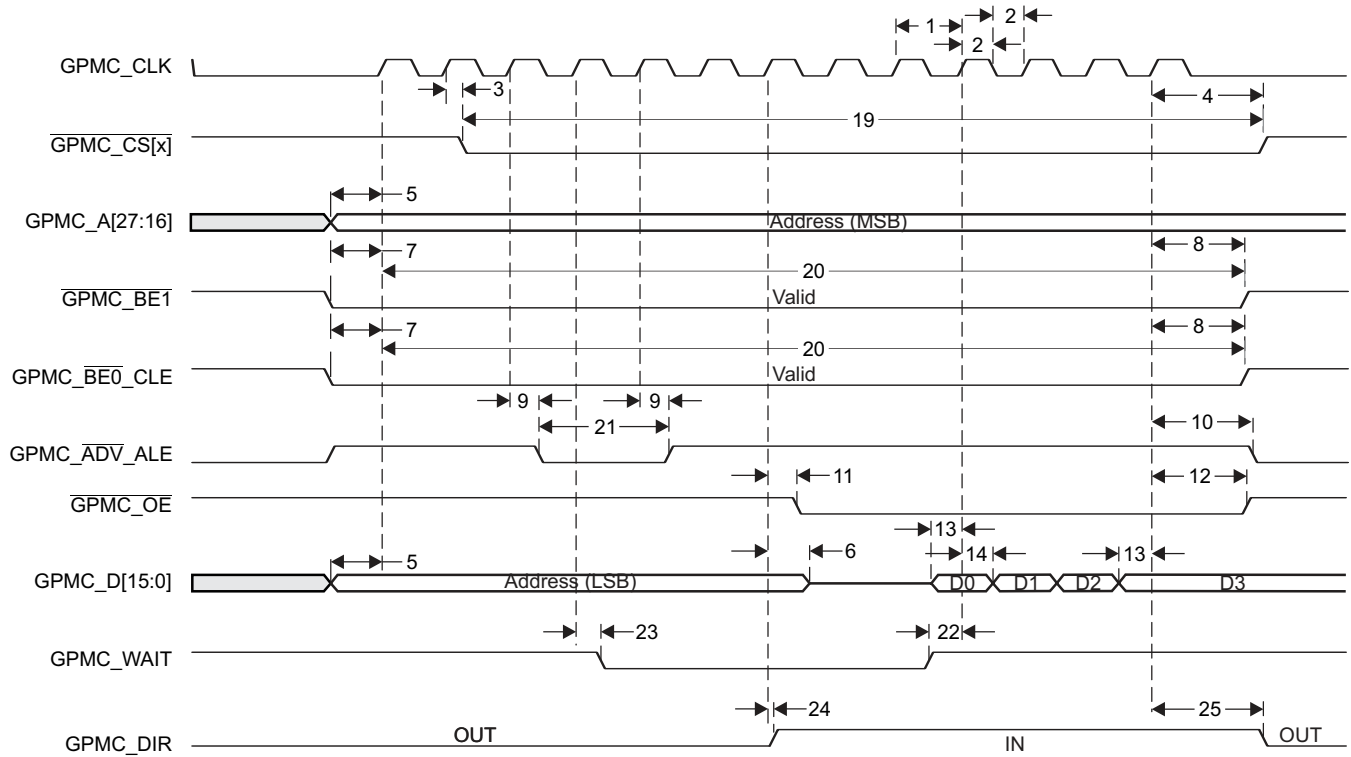 1
2
GPMC_CLK
2
3
4
19
GPMC_CS[x]
5
GPMC_A[27:16]
Address (MSB)
7
8
20
GPMC_BE1
Valid
7
8
20
GPMC_BE0_CLE
Valid
9
9
21
10
GPMC_ADV_ALE
11
12
GPMC_OE
13
5
6
14
13
GPMC_D[15:0]
Address (LSB)
D0
D1
D2
D3
23
22
GPMC_WAIT
24
25
GPMC_DIR
OUT
IN
OUT